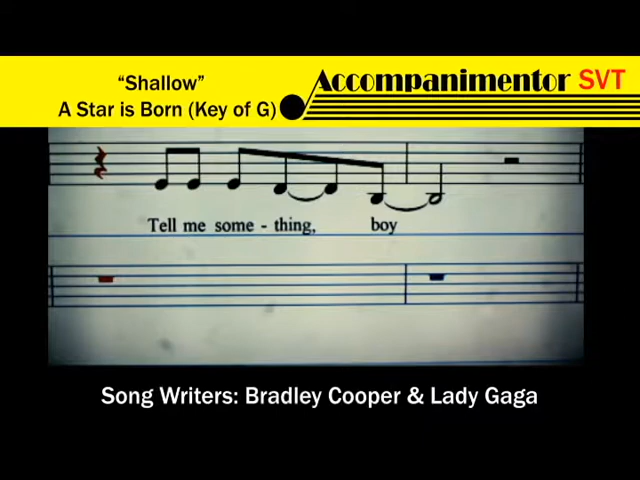 "Shallow"
A Star is Born (Key of G)
Accompanimentor SVT
Tell me some - thing, boy
Song Writers: Bradley Cooper & Lady Gaga